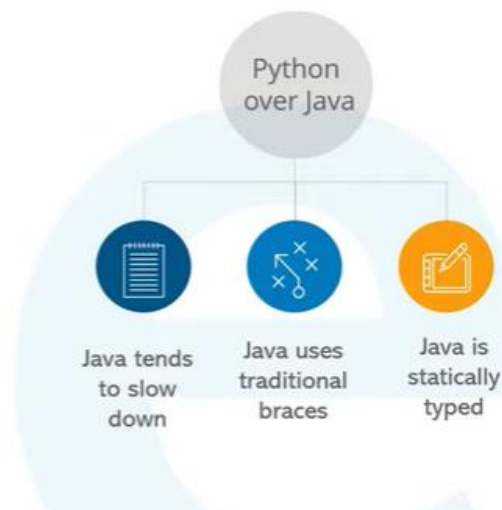 Python
over Java
Java tends
to slow
down
Java uses
traditional
braces
Java is
statically
typed